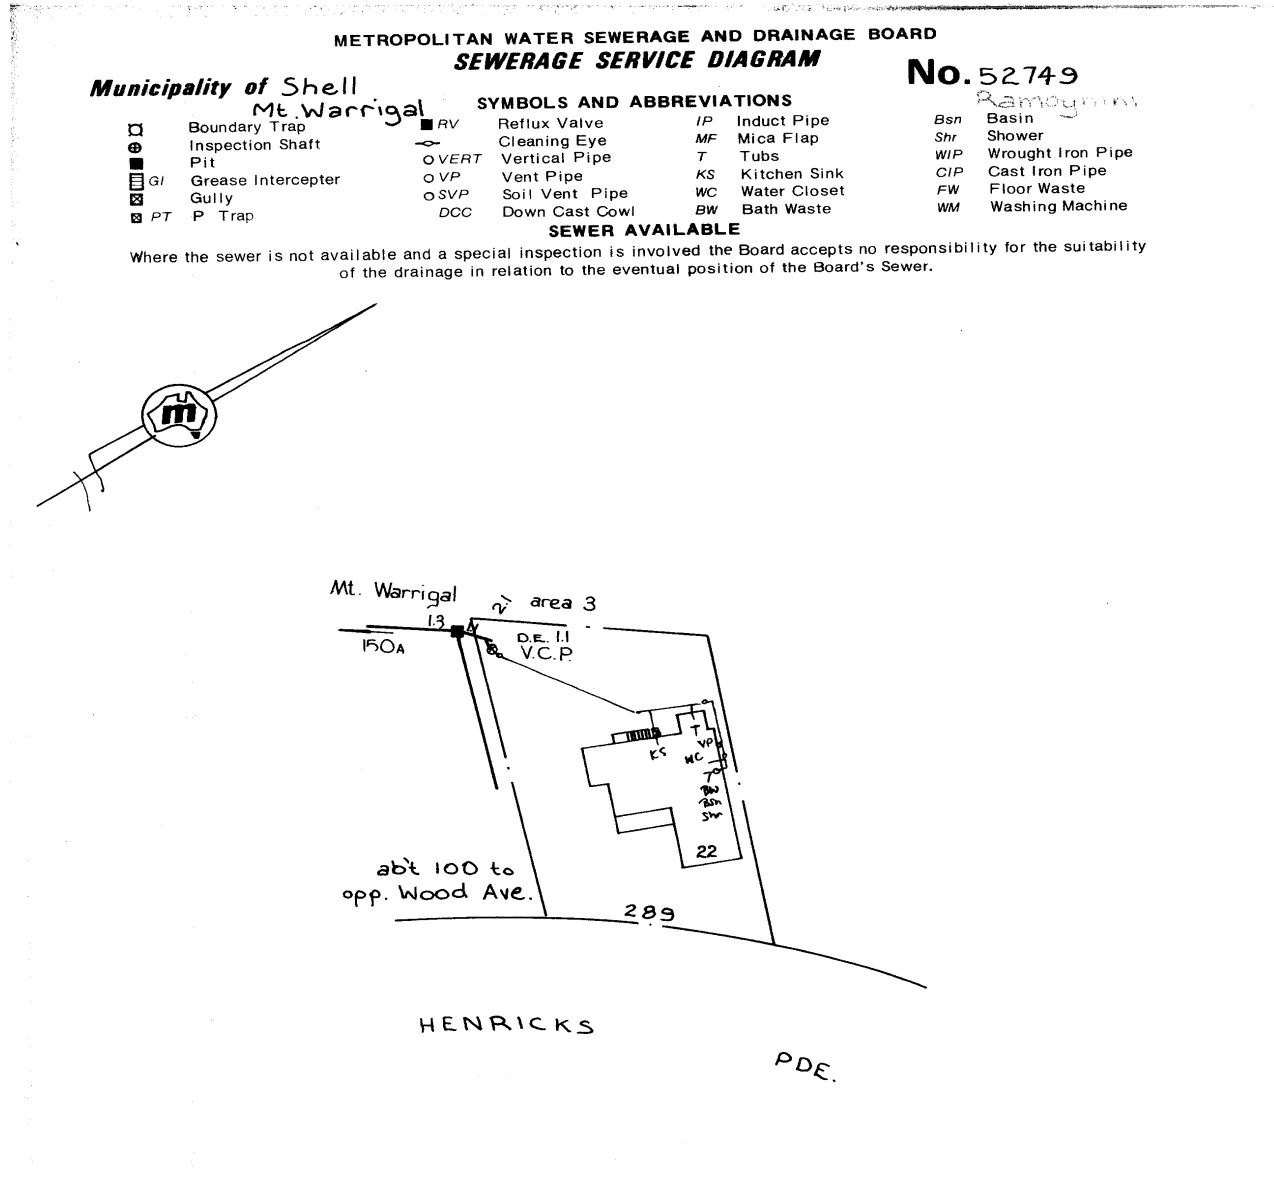 METROPOLITAN WATER SEWERAGE AND DRAINAGE BOARD
SEWERAGE SERVICE DIAGRAM
Municipality of Shell
No. 52749
Mt. Warrigal
SYMBOLS AND ABBREVIATIONS
Boundary Trap
Inspection Shaft
Pit
GI Grease Intercepter
Gully
PT P Trap
RV Reflux Valve
Cleaning Eye
VERT Vertical Pipe
VP Vent Pipe
SVP Soil Vent Pipe
DCC Down Cast Cowl
IP Induct Pipe
MF Mica Flap
T Tubs
KS Kitchen Sink
WC Water Closet
BW Bath Waste
Bsn Basin
Shr Shower
WIP Wrought Iron Pipe
CIP Cast Iron Pipe
FW Floor Waste
WM Washing Machine
SEWER AVAILABLE
Where the sewer is not available and a special inspection is involved the Board accepts no responsibility for the suitability
of the drainage in relation to the eventual position of the Board's Sewer.
m
Mt. Warrigal
area 3
1.3
150A
D.E. 1.1
V.C.P.
T
KS
VP
WC
BW
Bsn
Shr
22
ab't 100 to
opp. Wood Ave.
289
HENRICKS
PDE.